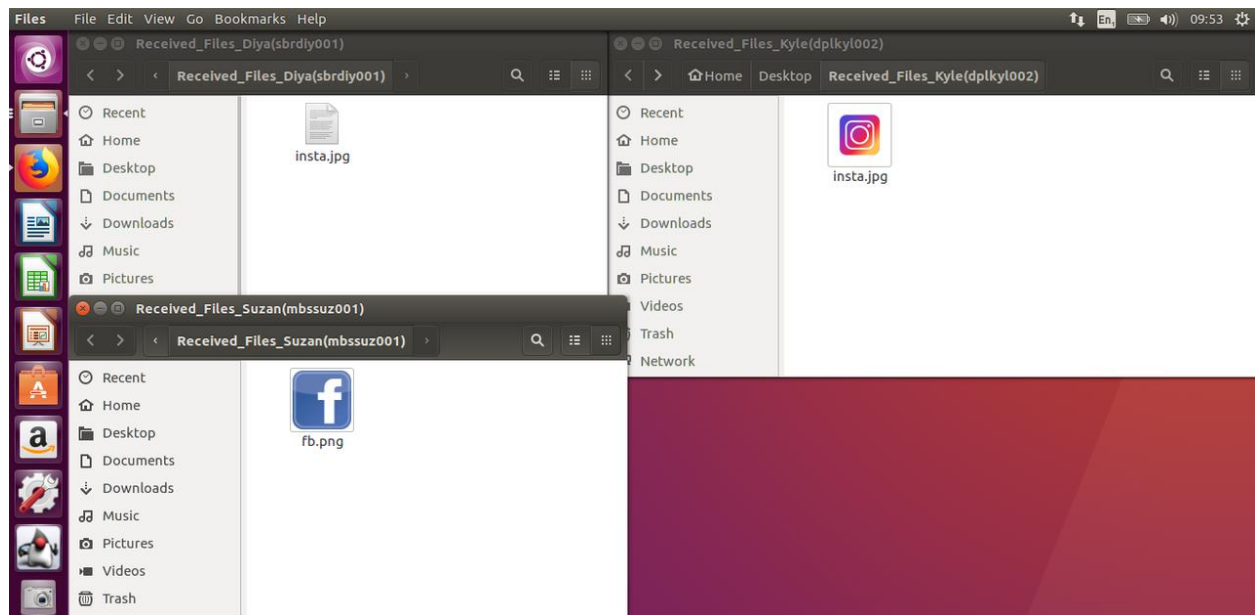 Files File Edit View Go Bookmarks Help En 09:53
Received_Files_Diya(sbrdiy001)
Received_Files_Diya(sbrdiy001)
Recent
Home
Desktop
Documents
Downloads
Music
Pictures
insta.jpg
Received_Files_Kyle(dplkyl002)
Home Desktop Received_Files_Kyle(dplkyl002)
Recent
Home
Desktop
Documents
Downloads
Music
Pictures
Videos
Trash
Network
insta.jpg
Received_Files_Suzan(mbssuz001)
Received_Files_Suzan(mbssuz001)
Recent
Home
Desktop
Documents
Downloads
Music
Pictures
Videos
Trash
f
fb.png
A
a